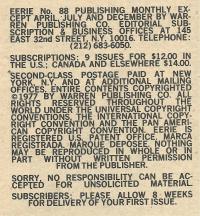 EERIE No. 88 PUBLISHING MONTHLY EX-
CEPT APRIL, JULY AND DECEMBER BY WAR-
REN PUBLISHING CO. EDITORIAL, SUB-
SCRIPTION & BUSINESS OFFICES AT 145
EAST 32nd STREET, N.Y. 10016. TELEPHONE:
(212) 683-6050.
SUBSCRIPTIONS: 9 ISSUES FOR $12.00 IN
THE U.S.; CANADA AND ELSEWHERE $14.00.
SECOND-CLASS POSTAGE PAID AT NEW
YORK, N.Y. AND AT ADDITIONAL MAILING
OFFICES. ENTIRE CONTENTS COPYRIGHTED
©1977 BY WARREN PUBLISHING CO. ALL
RIGHTS RESERVED THROUGHOUT THE
WORLD UNDER THE UNIVERSAL COPYRIGHT
CONVENTIONS, THE INTERNATIONAL COPY-
RIGHT CONVENTION AND THE PAN AMERI-
CAN COPYRIGHT CONVENTION. EERIE IS
REGISTERED U.S. PATENT OFFICE. MARCA
REGISTRADA. MARQUE DEPOSEE. NOTHING
MAY BE REPRODUCED IN WHOLE OR IN
PART WITHOUT WRITTEN PERMISSION
FROM THE PUBLISHER.
SORRY, NO RESPONSIBILITY CAN BE AC-
CEPTED FOR UNSOLICITED MATERIAL.
SUBSCRIBERS: PLEASE ALLOW 8 WEEKS
FOR DELIVERY OF YOUR FIRST ISSUE.